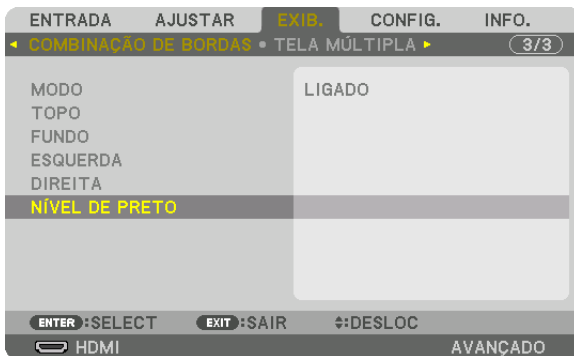 ENTRADA AJUSTAR EXIB. CONFIG. INFO.
COMBINAÇÃO DE BORDAS • TELA MÚLTIPLA 3/3
MODO LIGADO
TOPO
FUNDO
ESQUERDA
DIREITA
NÍVEL DE PRETO
ENTER :SELECT EXIT :SAIR :DESLOC
HDMI AVANÇADO